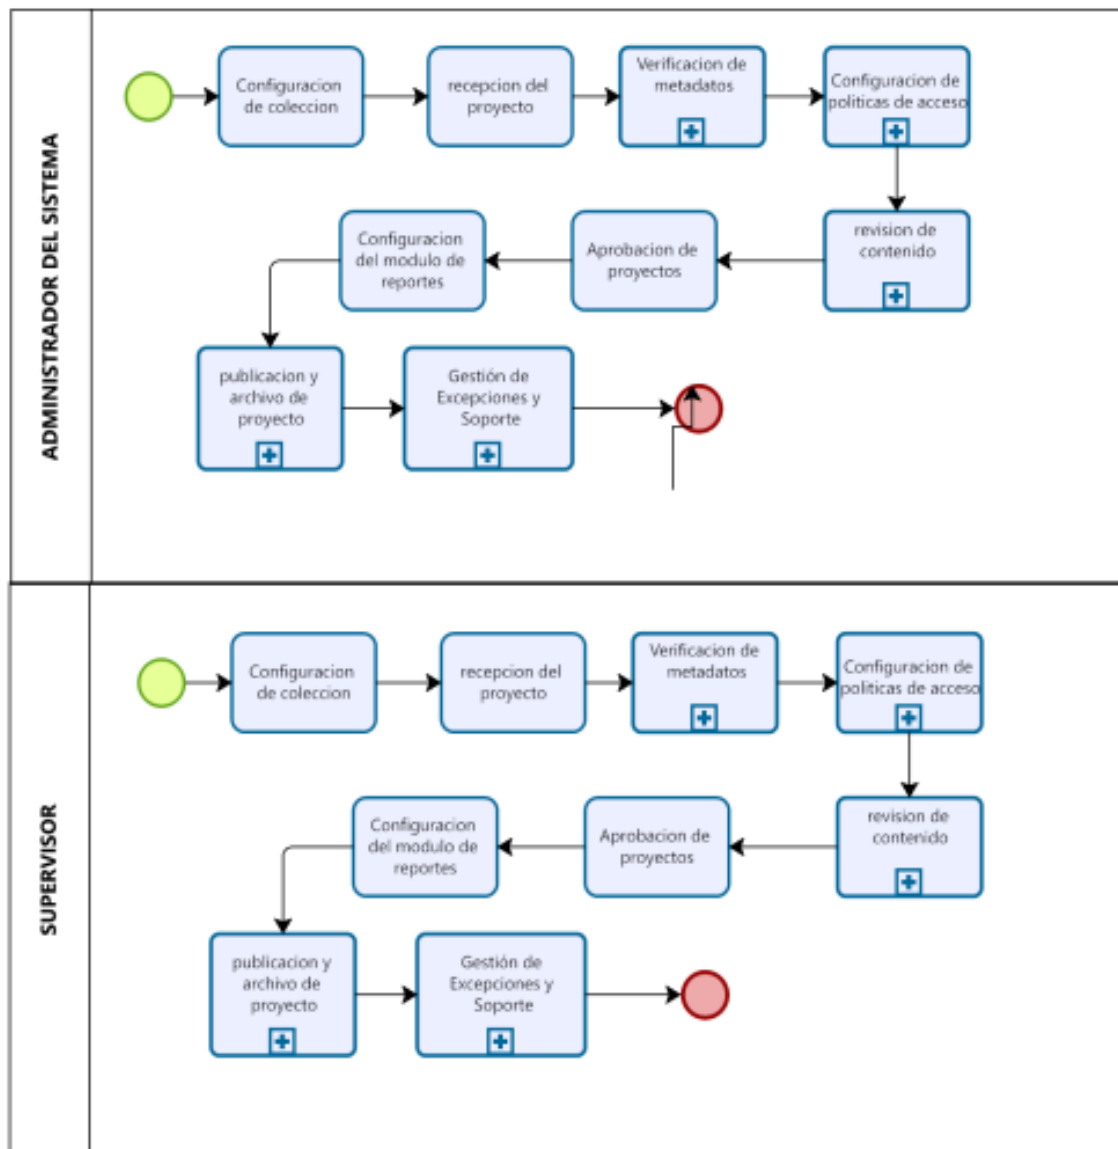 ADMINISTRADOR DEL SISTEMA
Configuracion
de coleccion
recepcion del
proyecto
Verificacion de
metadatos
Configuracion de
políticas de acceso
revision de
contenido
Aprobacion de
proyectos
Configuracion
del modulo de
reportes
publicacion y
archivo de
proyecto
Gestión de
Excepciones y
Soporte
SUPERVISOR
Configuracion
de coleccion
recepcion del
proyecto
Verificacion de
metadatos
Configuracion de
políticas de acceso
revision de
contenido
Aprobacion de
proyectos
Configuracion
del modulo de
reportes
publicacion y
archivo de
proyecto
Gestión de
Excepciones y
Soporte